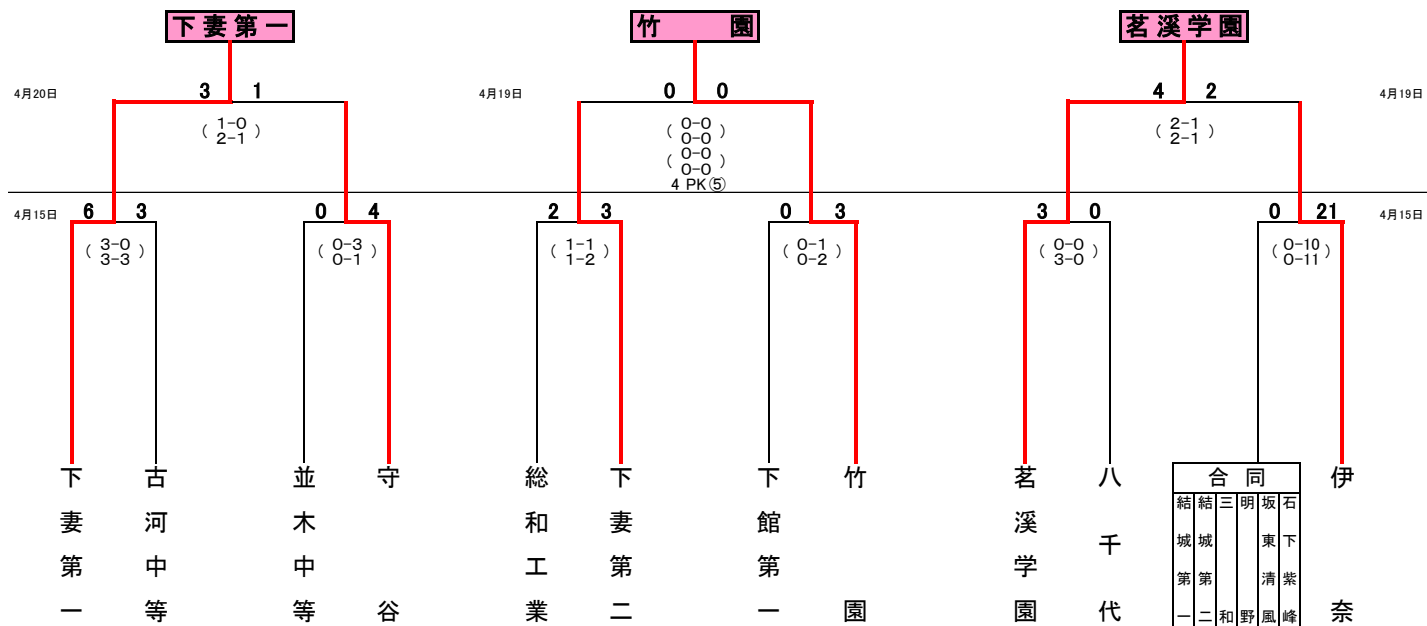 下妻第一
竹園
茗溪学園
4月20日
3 1
4月19日
0 0
4 2
4月19日
( 1-0
2-1 )
( 0-0
0-0 )
( 0-0
0-0 )
4 PK⑤
( 2-1
2-1 )
4月15日
6 3
0 4
2 3
0 3
3 0
0 21
4月15日
( 3-0
3-3 )
( 0-3
0-1 )
( 1-1
1-2 )
( 0-1
0-2 )
( 0-0
3-0 )
( 0-10
0-11 )
下妻第一
古河中等
並木中等
守谷
総和工業
下妻第二
下館第一
竹園
茗溪学園
八千代
合同
結城第一
結城第二
三和
明野
坂東清風
石下紫峰
伊奈